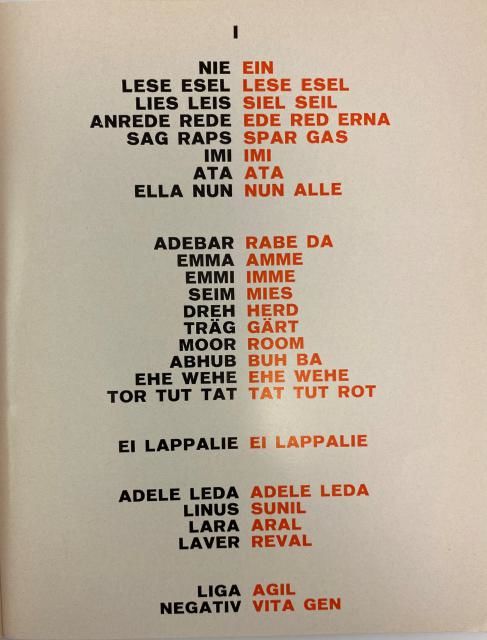 I
NIE EIN
LESE ESEL LESE ESEL
LIES LEIS SIEL SEIL
ANREDE REDE EDE RED ERNA
SAG RAPS SPAR GAS
IMI IMI
ATA ATA
ELLA NUN NUN ALLE
ADEBAR RABE DA
EMMA AMME
EMMI IMME
SEIM MIES
DREH HERD
TRÄG GÄRT
MOOR ROOM
ABHUB BUH BA
EHE WEHE EHE WEHE
TOR TUT TAT TAT TUT ROT
EI LAPPALIE EI LAPPALIE
ADELE LEDA ADELE LEDA
LINUS SUNIL
LARA ARAL
LAVER REVAL
LIGA AGIL
NEGATIV VITA GEN